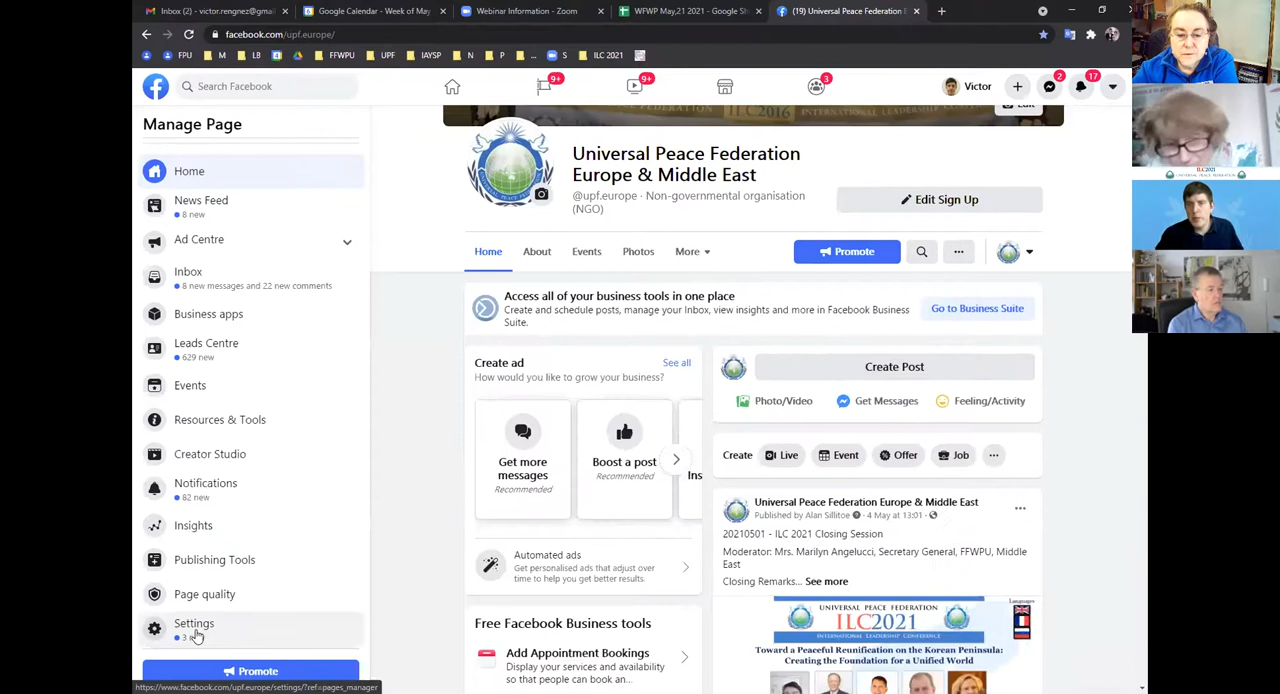 Inbox (2) - victor.rengnez@gmai
Google Calendar - Week of May
Webinar Information - Zoom
WFWP May,21 2021 - Google Sh
(19) Universal Peace Federation E
facebook.com/upf.europe/
FPU
M
LB
FFWPU
UPF
IAYSP
N
P
...
S
ILC 2021
Search Facebook
9+
9+
3
Victor
2
17
Manage Page
Home
News Feed
8 new
Ad Centre
Inbox
8 new messages and 22 new comments
Business apps
Leads Centre
629 new
Events
Resources & Tools
Creator Studio
Notifications
82 new
Insights
Publishing Tools
Page quality
Settings
3
Promote
https://www.facebook.com/upf.europe/settings/?ref=pages_manager
ILC2016
Edit
Universal Peace Federation
Europe & Middle East
@upf.europe · Non-governmental organisation
(NGO)
Edit Sign Up
Home
About
Events
Photos
More
Promote
Access all of your business tools in one place
Create and schedule posts, manage your Inbox, view insights and more in Facebook Business
Suite.
Go to Business Suite
Create ad
See all
How would you like to grow your business?
Get more
messages
Recommended
Boost a post
Recommended
Ins
Automated ads
Get personalised ads that adjust over
time to help you get better results.
Free Facebook Business tools
Add Appointment Bookings
Display your services and availability
so that people can book an...
Create Post
Photo/Video
Get Messages
Feeling/Activity
Create
Live
Event
Offer
Job
Universal Peace Federation Europe & Middle East
Published by Alan Sillitoe · 4 May at 13:01 ·
20210501 - ILC 2021 Closing Session
Moderator: Mrs. Marilyn Angelucci, Secretary General, FFWPU, Middle
East
Closing Remarks... See more
Languages
UNIVERSAL PEACE FEDERATION
ILC2021
INTERNATIONAL LEADERSHIP CONFERENCE
Toward a Peaceful Reunification on the Korean Peninsula:
Creating the Foundation for a Unified World
ILC2021
UNIVERSAL PEACE FEDERATION